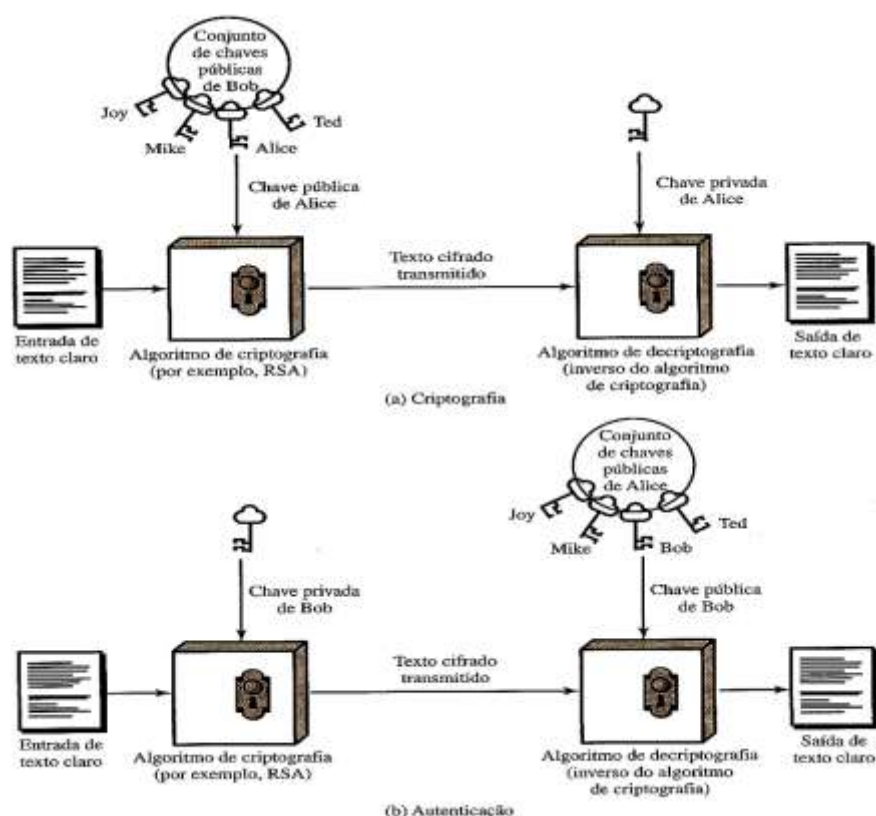 Conjunto
de chaves
públicas
de Bob
Joy
Mike
Alice
Ted
Chave pública
de Alice
Chave privada
de Alice
Texto cifrado
transmitido
Entrada de
texto claro
Algoritmo de criptografia
(por exemplo, RSA)
Algoritmo de decriptografia
(inverso do algoritmo
de criptografia)
Saída de
texto claro
(a) Criptografia
Conjunto
de chaves
públicas
de Alice
Joy
Mike
Bob
Ted
Chave privada
de Bob
Chave pública
de Bob
Texto cifrado
transmitido
Entrada de
texto claro
Algoritmo de criptografia
(por exemplo, RSA)
Algoritmo de decriptografia
(inverso do algoritmo
de criptografia)
Saída de
texto claro
(b) Autenticação